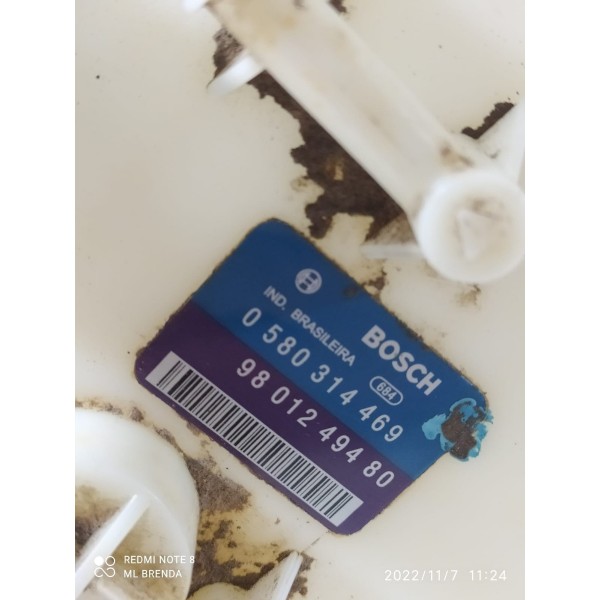 BOSCH
IND. BRASILEIRA
684
0 580 314 469
98 012 494 80
REDMI NOTE 8
ML BRENDA
2022/11/7 11:24